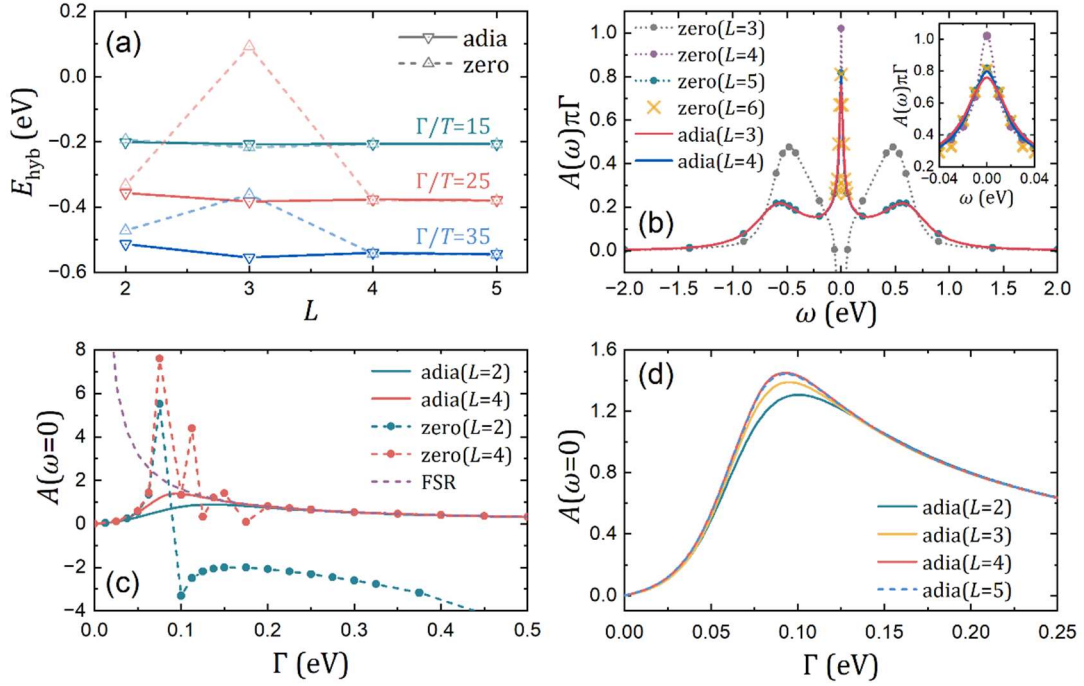 (a)
adia
zero
Γ/T=15
Γ/T=25
Γ/T=35
0.2
0.0
−0.2
−0.4
−0.6
E_hyb (eV)
2 3 4 5
L
(b)
zero(L=3)
zero(L=4)
zero(L=5)
zero(L=6)
adia(L=3)
adia(L=4)
1.0
0.8
0.6
0.4
0.2
0.0
A(ω)πΓ
−2.0 −1.5 −1.0 −0.5 0.0 0.5 1.0 1.5 2.0
ω (eV)
1.0
0.8
0.6
0.4
0.2
A(ω)πΓ
−0.04 0.00 0.04
ω (eV)
(c)
adia(L=2)
adia(L=4)
zero(L=2)
zero(L=4)
FSR
8
6
4
2
0
−2
−4
A(ω=0)
0.0 0.1 0.2 0.3 0.4 0.5
Γ (eV)
(d)
adia(L=2)
adia(L=3)
adia(L=4)
adia(L=5)
1.6
1.2
0.8
0.4
0.0
A(ω=0)
0.00 0.05 0.10 0.15 0.20 0.25
Γ (eV)